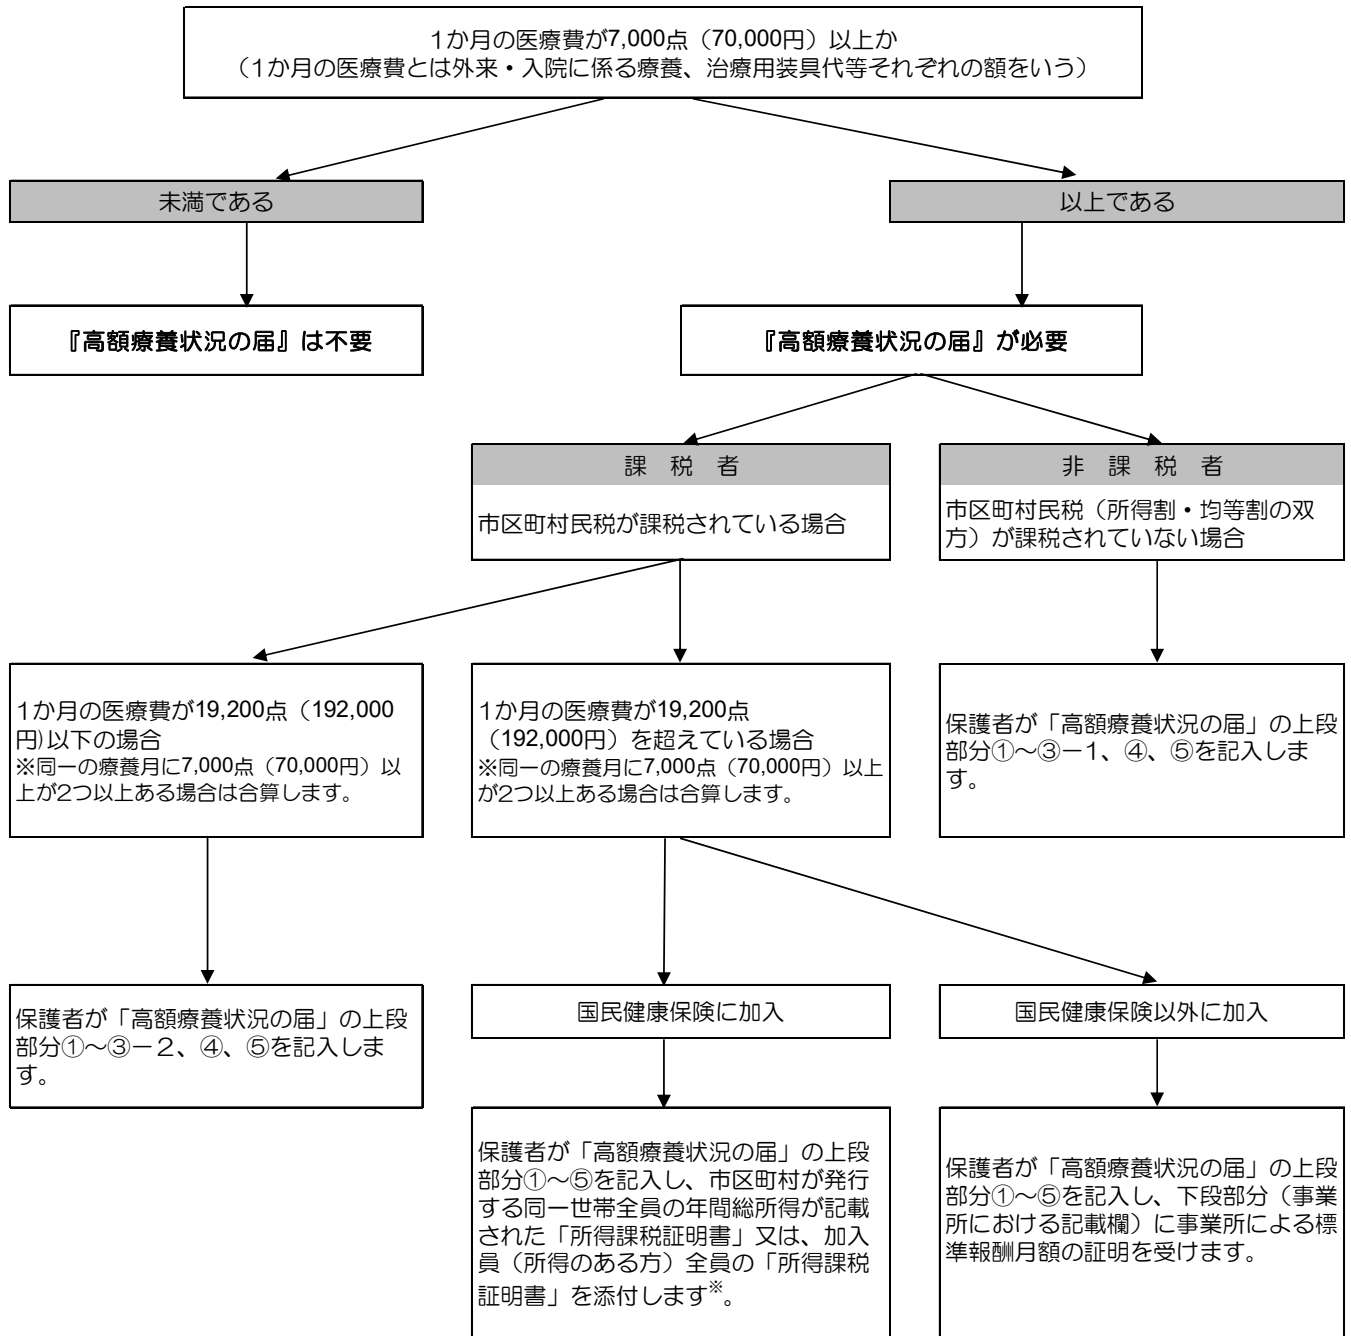 1か月の医療費が7,000点（70,000円）以上か
（1か月の医療費とは外来・入院に係る療養、治療用装具代等それぞれの額をいう）
未満である
以上である
『高額療養状況の届』は不要
『高額療養状況の届』が必要
課　税　者
市区町村民税が課税されている場合
非　課　税　者
市区町村民税（所得割・均等割の双
方）が課税されていない場合
1か月の医療費が19,200点（192,000
円)以下の場合
※同一の療養月に7,000点（70,000円）以
上が2つ以上ある場合は合算します。
1か月の医療費が19,200点
（192,000円）を超えている場合
※同一の療養月に7,000点（70,000円）以上
が2つ以上ある場合は合算します。
保護者が「高額療養状況の届」の上段
部分①～③－1、④、⑤を記入しま
す。
保護者が「高額療養状況の届」の上段
部分①～③－２、④、⑤を記入しま
す。
国民健康保険に加入
国民健康保険以外に加入
保護者が「高額療養状況の届」の上段
部分①～⑤を記入し、市区町村が発行
する同一世帯全員の年間総所得が記載
された「所得課税証明書」又は、加入
員（所得のある方）全員の「所得課税
証明書」を添付します※。
保護者が「高額療養状況の届」の上段
部分①～⑤を記入し、下段部分（事業
所における記載欄）に事業所による標
準報酬月額の証明を受けます。